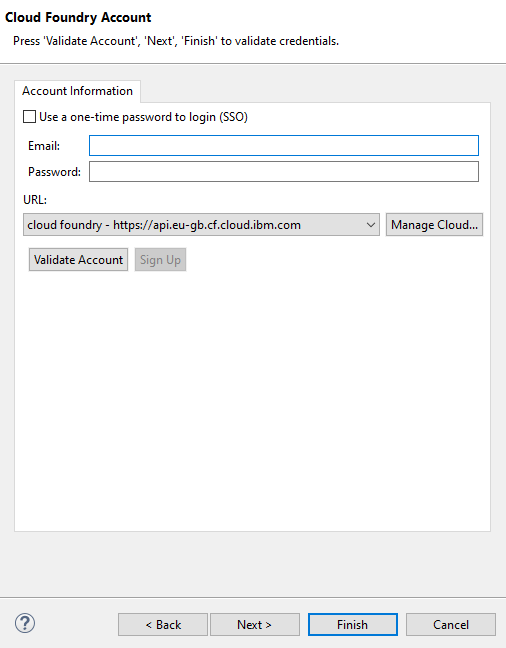 Cloud Foundry Account
Press 'Validate Account', 'Next', 'Finish' to validate credentials.
Account Information
Use a one-time password to login (SSO)
Email:
Password:
URL:
cloud foundry - https://api.eu-gb.cf.cloud.ibm.com
Manage Cloud...
Validate Account
Sign Up
?
< Back
Next >
Finish
Cancel